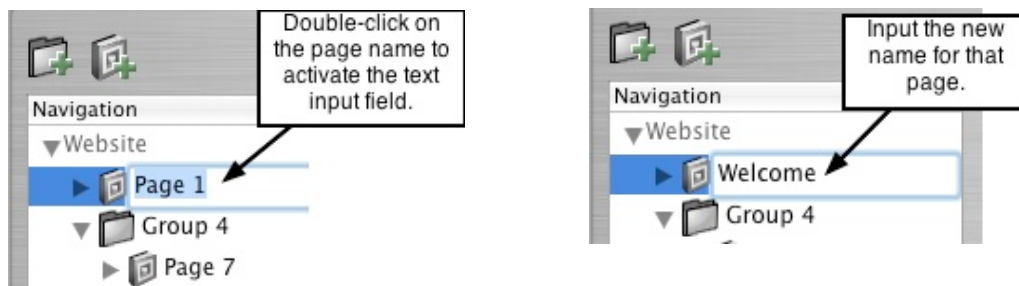 Double-click on
the page name to
activate the text
input field.
Navigation
Website
Page 1
Group 4
Page 7
Input the new
name for that
page.
Navigation
Website
Welcome
Group 4